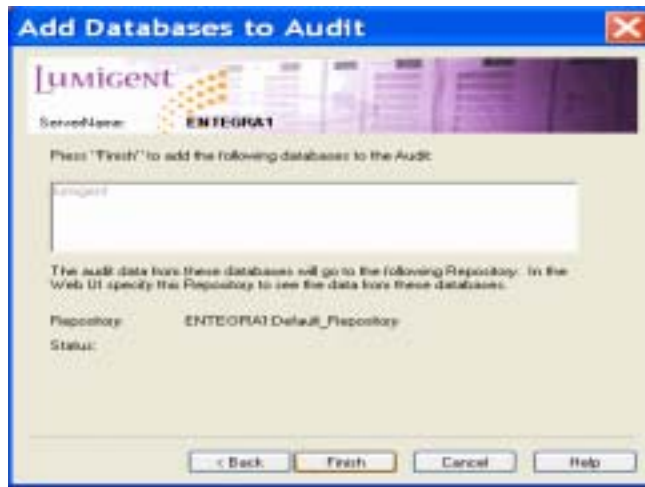 Add Databases to Audit
LUMIGENT
ServerName: ENTEGRA1
Press "Finish" to add the following databases to the Audit:
lumigent
The audit data from these databases will go to the following Repository. In the
Web UI specify this Repository to see the data from these databases.
Repository: ENTEGRA1:Default_Repository
Status:
< Back
Finish
Cancel
Help